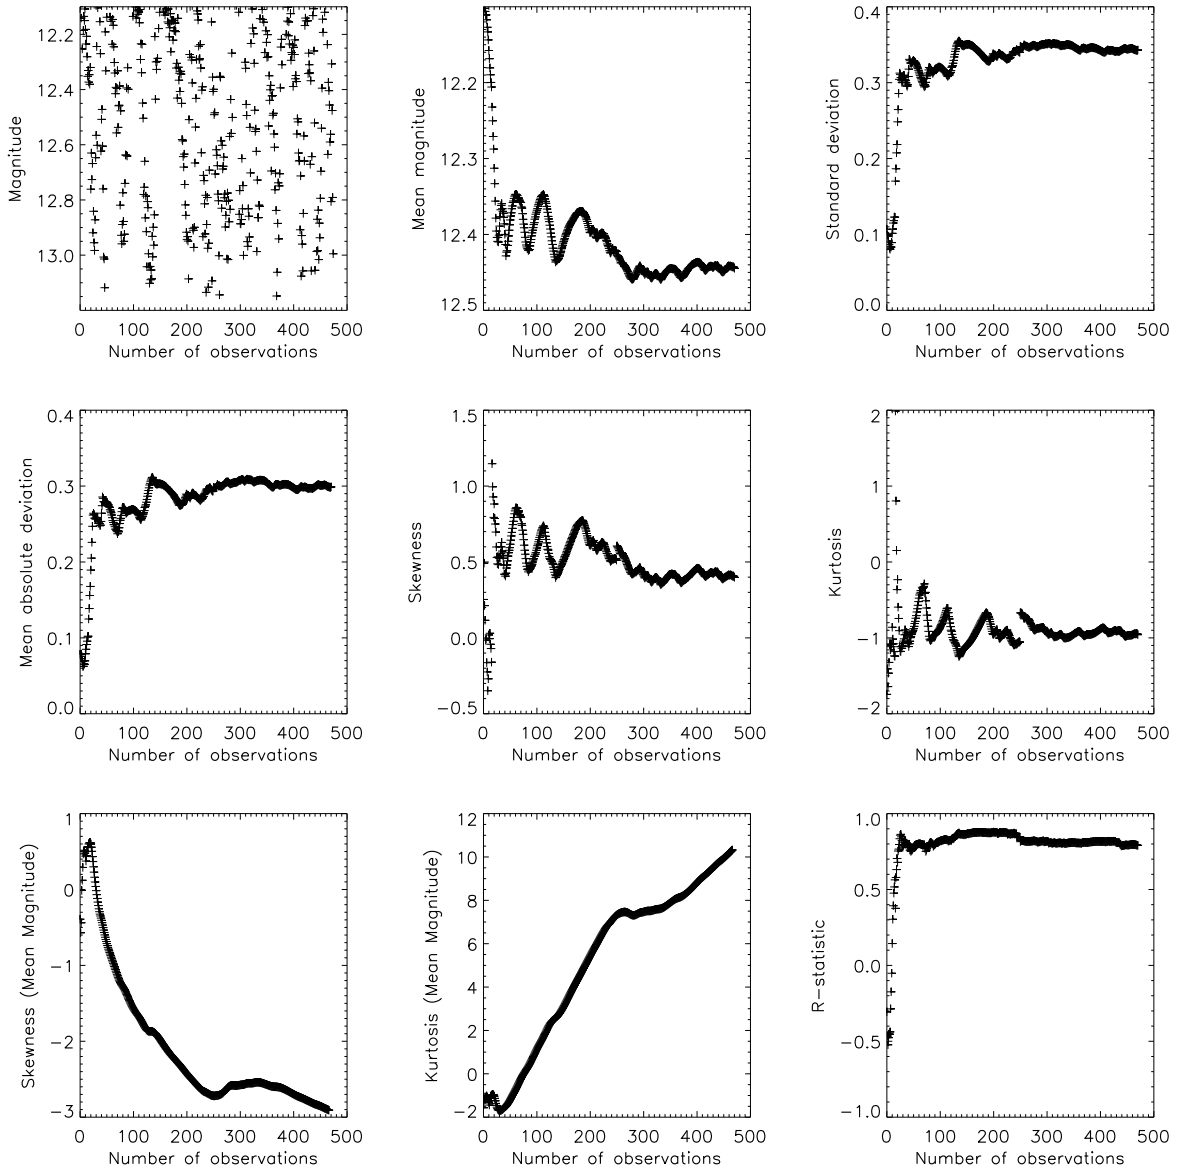 12.2
12.4
12.6
12.8
13.0
Magnitude
0 100 200 300 400 500
Number of observations
12.2
12.3
12.4
12.5
Mean magnitude
0 100 200 300 400 500
Number of observations
0.4
0.3
0.2
0.1
0.0
Standard deviation
0 100 200 300 400 500
Number of observations
0.4
0.3
0.2
0.1
0.0
Mean absolute deviation
0 100 200 300 400 500
Number of observations
1.5
1.0
0.5
0.0
−0.5
Skewness
0 100 200 300 400 500
Number of observations
2
1
0
−1
−2
Kurtosis
0 100 200 300 400 500
Number of observations
1
0
−1
−2
−3
Skewness (Mean Magnitude)
0 100 200 300 400 500
Number of observations
12
10
8
6
4
2
0
−2
Kurtosis (Mean Magnitude)
0 100 200 300 400 500
Number of observations
1.0
0.5
0.0
−0.5
−1.0
R−statistic
0 100 200 300 400 500
Number of observations